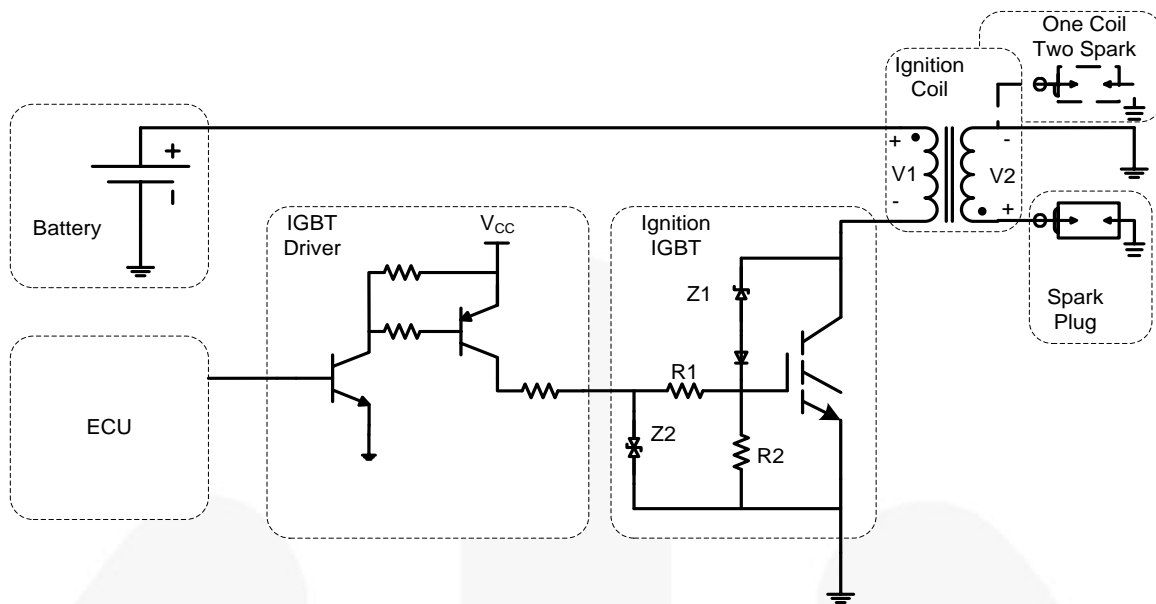 One Coil
Two Spark
Ignition
Coil
+
-
V1
V2
-
+
+
Battery
IGBT
Driver
VCC
Ignition
IGBT
Z1
R1
Z2
R2
Spark
Plug
ECU